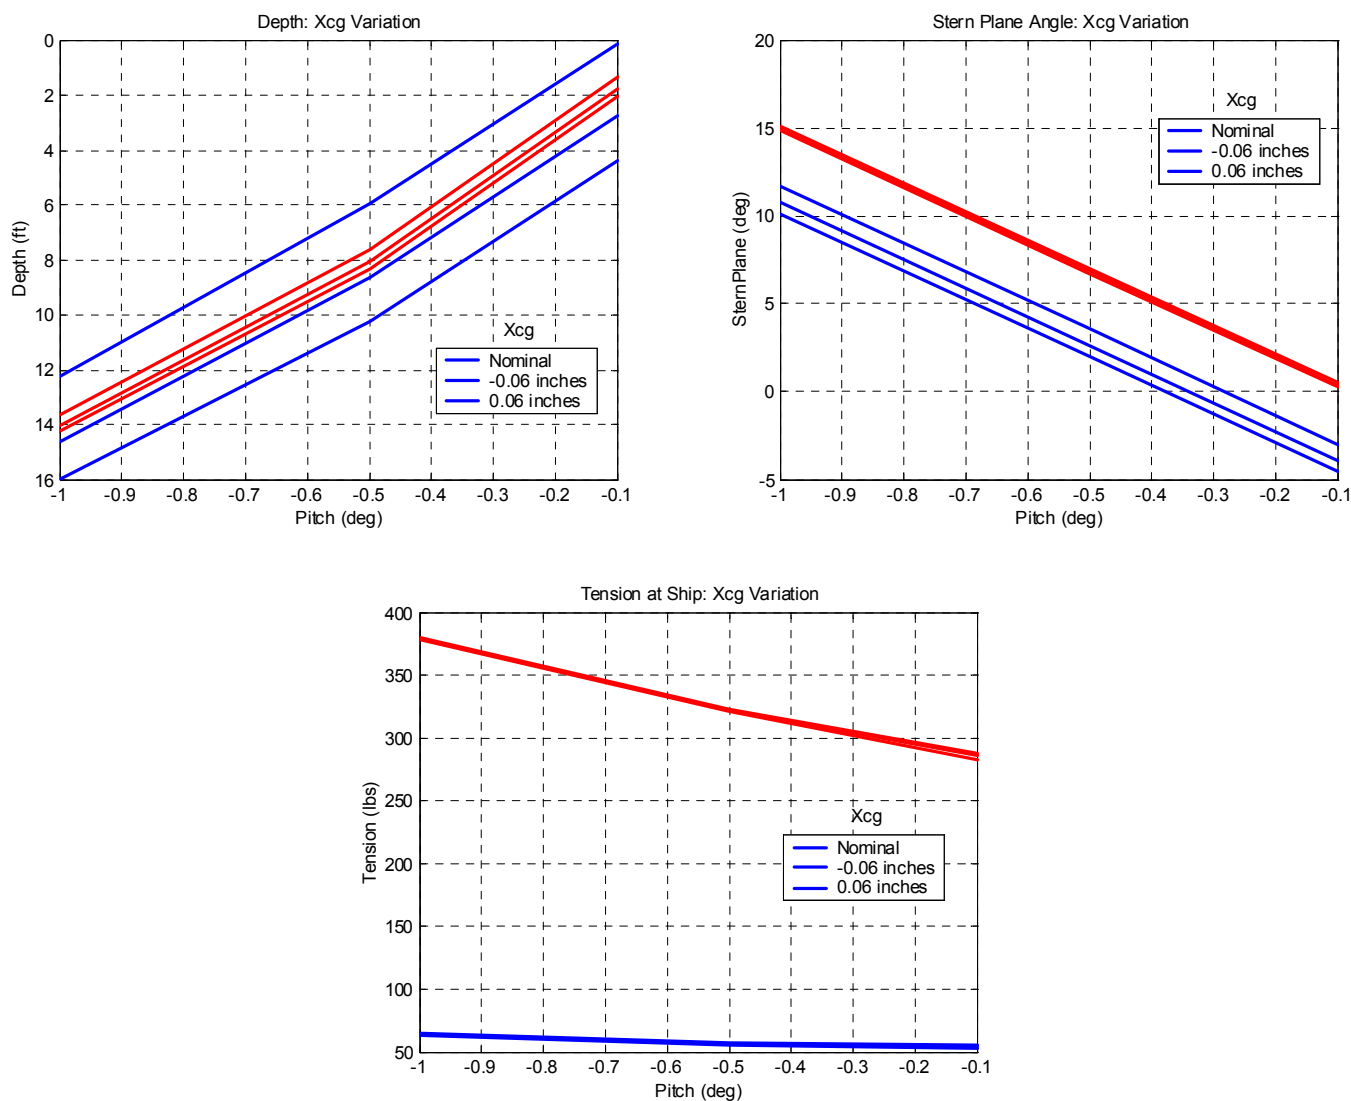 Depth: Xcg Variation
0
2
4
6
8
10
12
14
16
Depth (ft)
-1 -0.9 -0.8 -0.7 -0.6 -0.5 -0.4 -0.3 -0.2 -0.1
Pitch (deg)
Xcg
Nominal
-0.06 inches
0.06 inches
Stern Plane Angle: Xcg Variation
20
15
10
5
0
-5
Stern Plane (deg)
-1 -0.9 -0.8 -0.7 -0.6 -0.5 -0.4 -0.3 -0.2 -0.1
Pitch (deg)
Xcg
Nominal
-0.06 inches
0.06 inches
Tension at Ship: Xcg Variation
400
350
300
250
200
150
100
50
Tension (lbs)
-1 -0.9 -0.8 -0.7 -0.6 -0.5 -0.4 -0.3 -0.2 -0.1
Pitch (deg)
Xcg
Nominal
-0.06 inches
0.06 inches